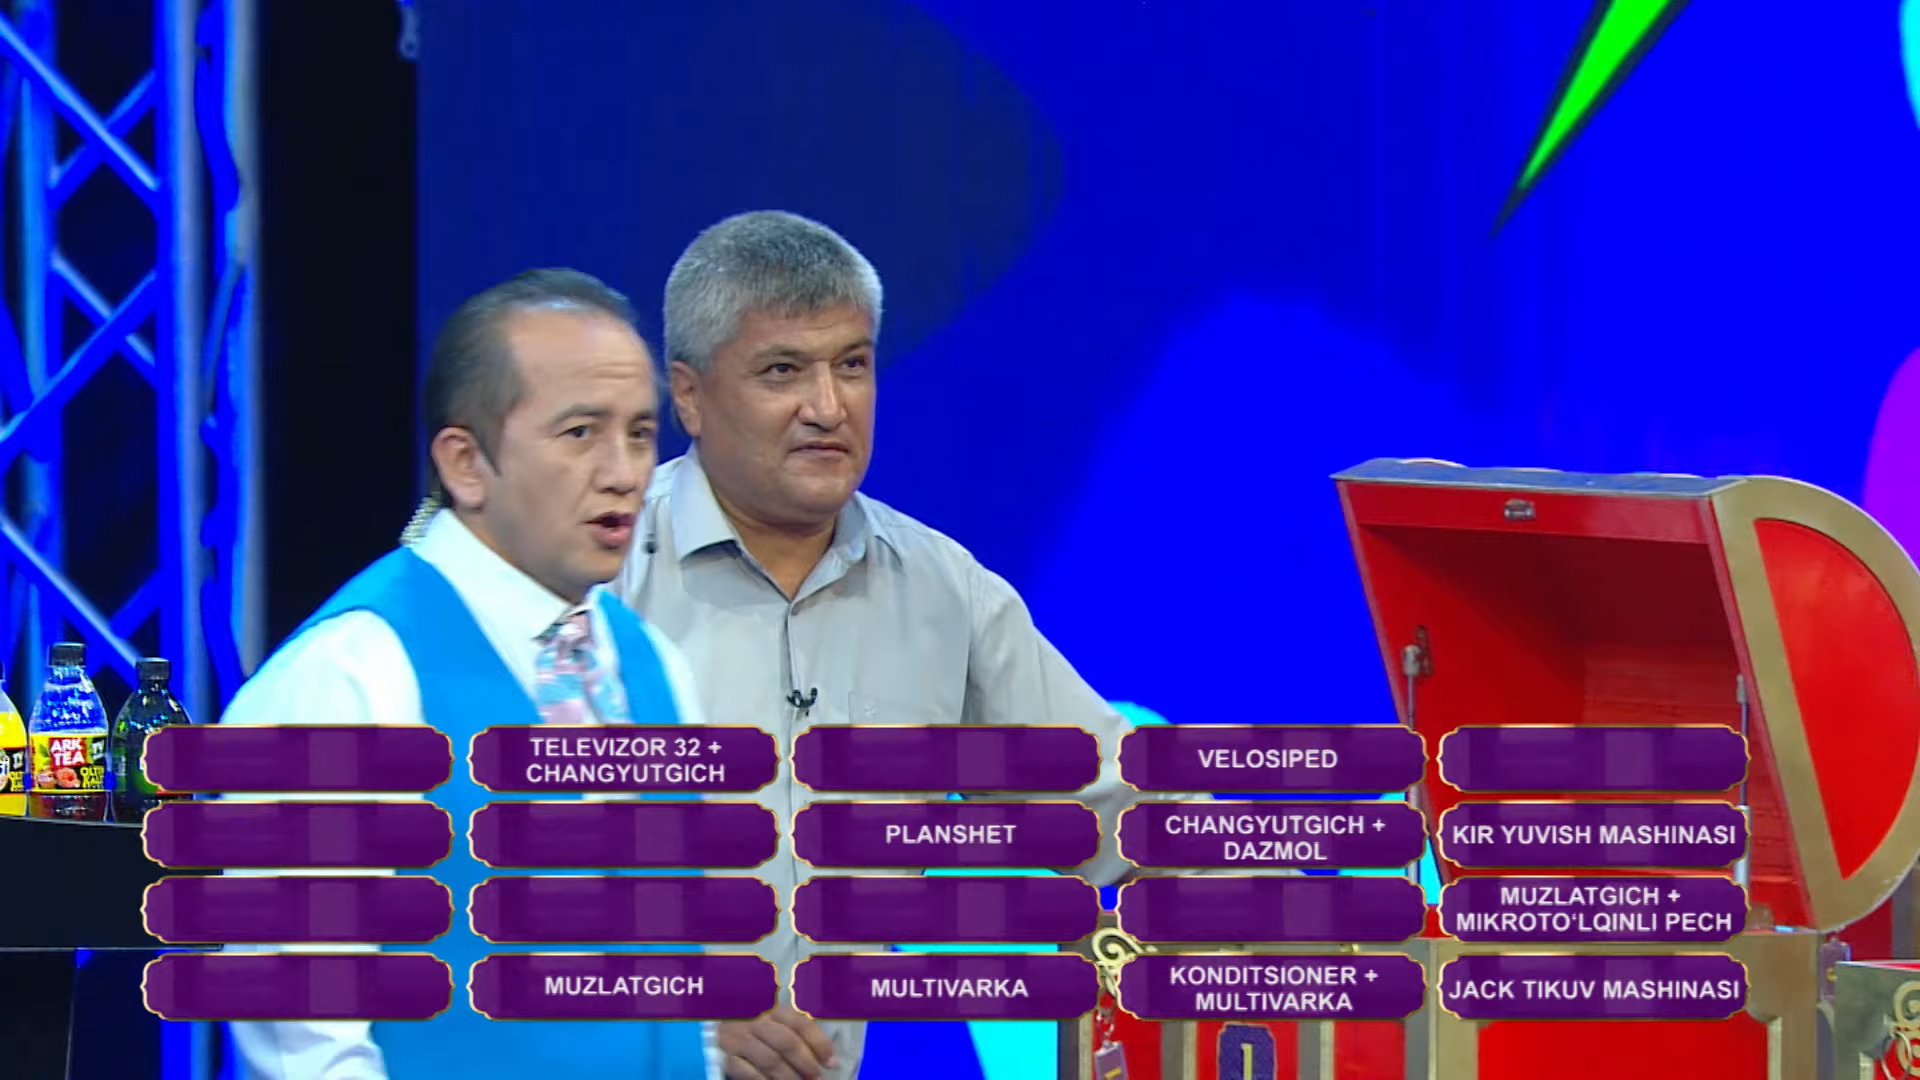 TELEVIZOR 32 +
CHANGYUTGICH
VELOSIPED
PLANSHET
CHANGYUTGICH +
DAZMOL
KIR YUVISH MASHINASI
MUZLATGICH +
MIKROTO‘LQINLI PECH
MUZLATGICH
MULTIVARKA
KONDITSIONER +
MULTIVARKA
JACK TIKUV MASHINASI
ARK
TEA
1